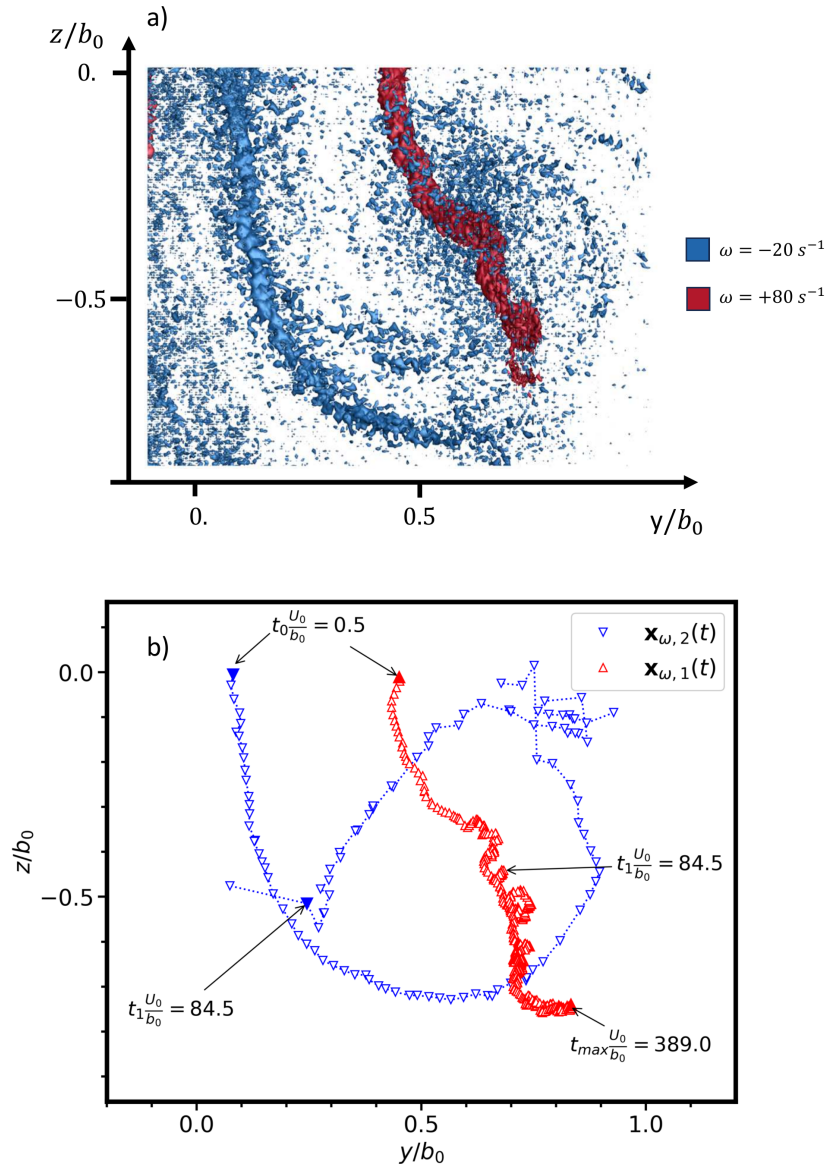 a)
z/b₀
0.
−0.5
0.
0.5
y/b₀
ω = −20 s⁻¹
ω = +80 s⁻¹
b)
t₀ U₀/b₀ = 0.5
x_ω,2(t)
x_ω,1(t)
0.0
−0.5
z/b₀
t₁ U₀/b₀ = 84.5
t₁ U₀/b₀ = 84.5
t_max U₀/b₀ = 389.0
0.0
0.5
1.0
y/b₀